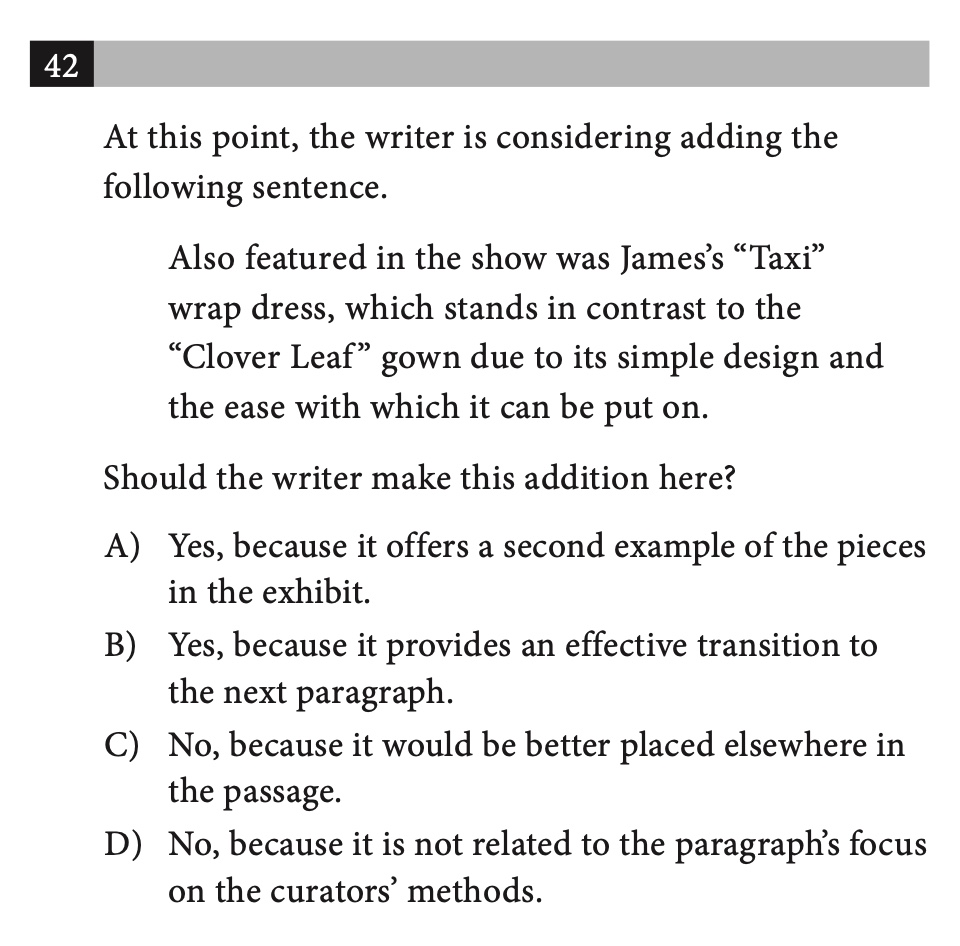 42
At this point, the writer is considering adding the
following sentence.
Also featured in the show was James’s “Taxi”
wrap dress, which stands in contrast to the
“Clover Leaf” gown due to its simple design and
the ease with which it can be put on.
Should the writer make this addition here?
A) Yes, because it offers a second example of the pieces
in the exhibit.
B) Yes, because it provides an effective transition to
the next paragraph.
C) No, because it would be better placed elsewhere in
the passage.
D) No, because it is not related to the paragraph’s focus
on the curators’ methods.